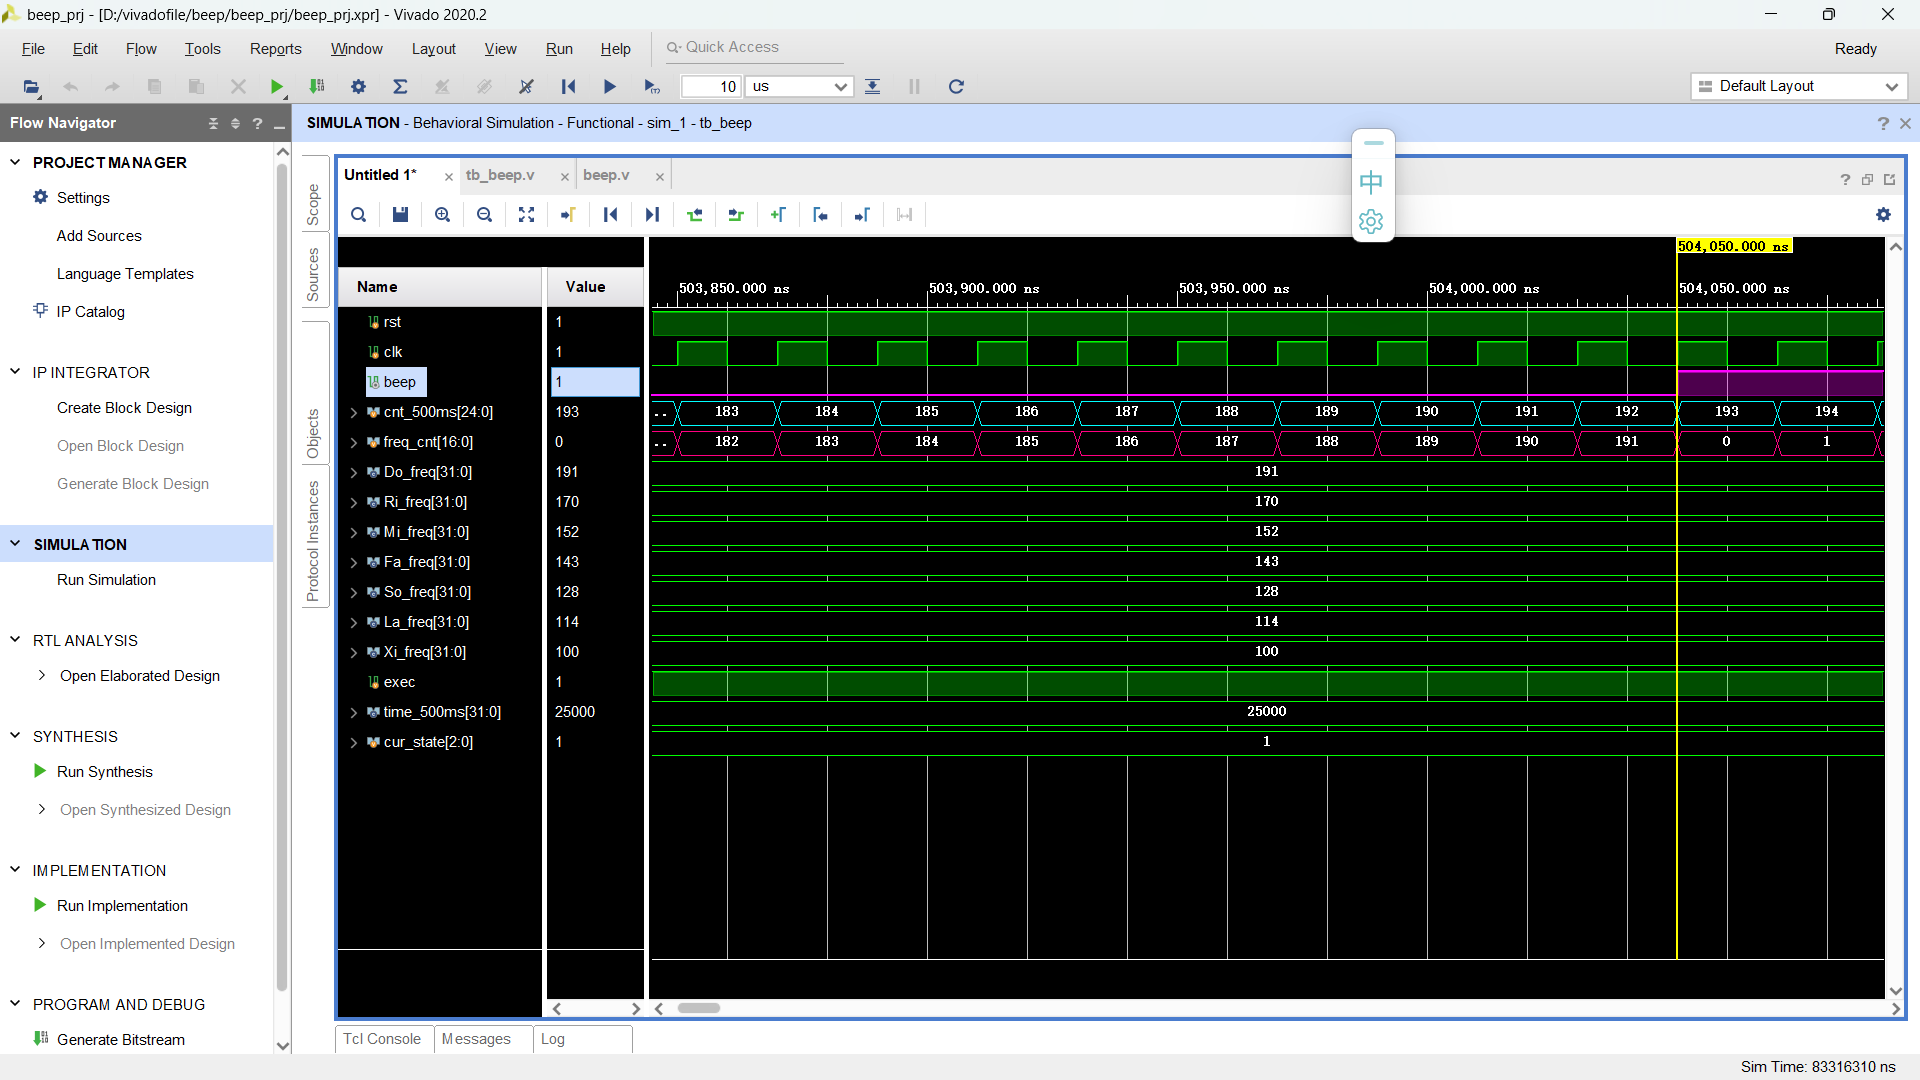 beep_prj - [D:/vivadofile/beep/beep_prj/beep_prj.xpr] - Vivado 2020.2
File Edit Flow Tools Reports Window Layout View Run Help
Quick Access
Ready
10 us
Default Layout
Flow Navigator
SIMULATION - Behavioral Simulation - Functional - sim_1 - tb_beep
PROJECT MANAGER
Settings
Add Sources
Language Templates
IP Catalog
IP INTEGRATOR
Create Block Design
Open Block Design
Generate Block Design
SIMULATION
Run Simulation
RTL ANALYSIS
Open Elaborated Design
SYNTHESIS
Run Synthesis
Open Synthesized Design
IMPLEMENTATION
Run Implementation
Open Implemented Design
PROGRAM AND DEBUG
Generate Bitstream
Scope
Sources
Objects
Protocol Instances
Untitled 1* tb_beep.v beep.v
中
504,050.000 ns
Name Value
503,850.000 ns 503,900.000 ns 503,950.000 ns 504,000.000 ns 504,050.000 ns
rst 1
clk 1
beep 1
cnt_500ms[24:0] 193 .. 183 184 185 186 187 188 189 190 191 192 193 194
freq_cnt[16:0] 0 .. 182 183 184 185 186 187 188 189 190 191 0 1
Do_freq[31:0] 191 191
Ri_freq[31:0] 170 170
Mi_freq[31:0] 152 152
Fa_freq[31:0] 143 143
So_freq[31:0] 128 128
La_freq[31:0] 114 114
Xi_freq[31:0] 100 100
exec 1
time_500ms[31:0] 25000 25000
cur_state[2:0] 1 1
Tcl Console Messages Log
Sim Time: 83316310 ns